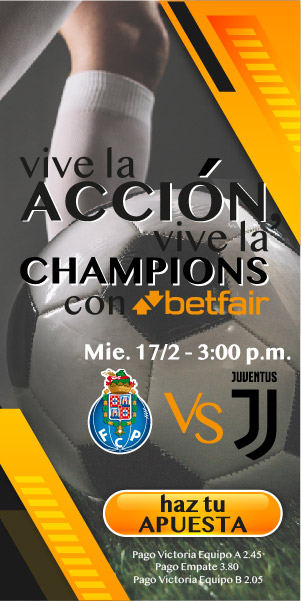 vive la
ACCIÓN,
vive la
CHAMPIONS
con betfair
Mie. 17/2 - 3:00 p.m.
FCP
VS
JUVENTUS
haz tu
APUESTA
Pago Victoria Equipo A 2.45
Pago Empate 3.80
Pago Victoria Equipo B 2.05